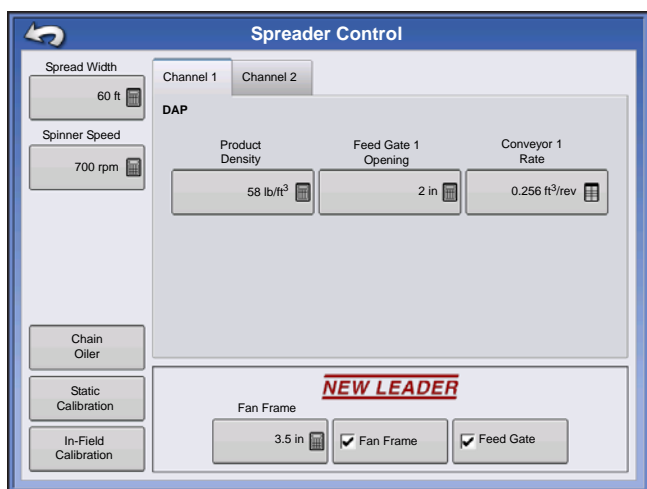 Spreader Control
Spread Width
60 ft
Spinner Speed
700 rpm
Chain
Oiler
Static
Calibration
In-Field
Calibration
Channel 1
Channel 2
DAP
Product
Density
58 lb/ft³
Feed Gate 1
Opening
2 in
Conveyor 1
Rate
0.256 ft³/rev
NEW LEADER
Fan Frame
3.5 in
Fan Frame
Feed Gate